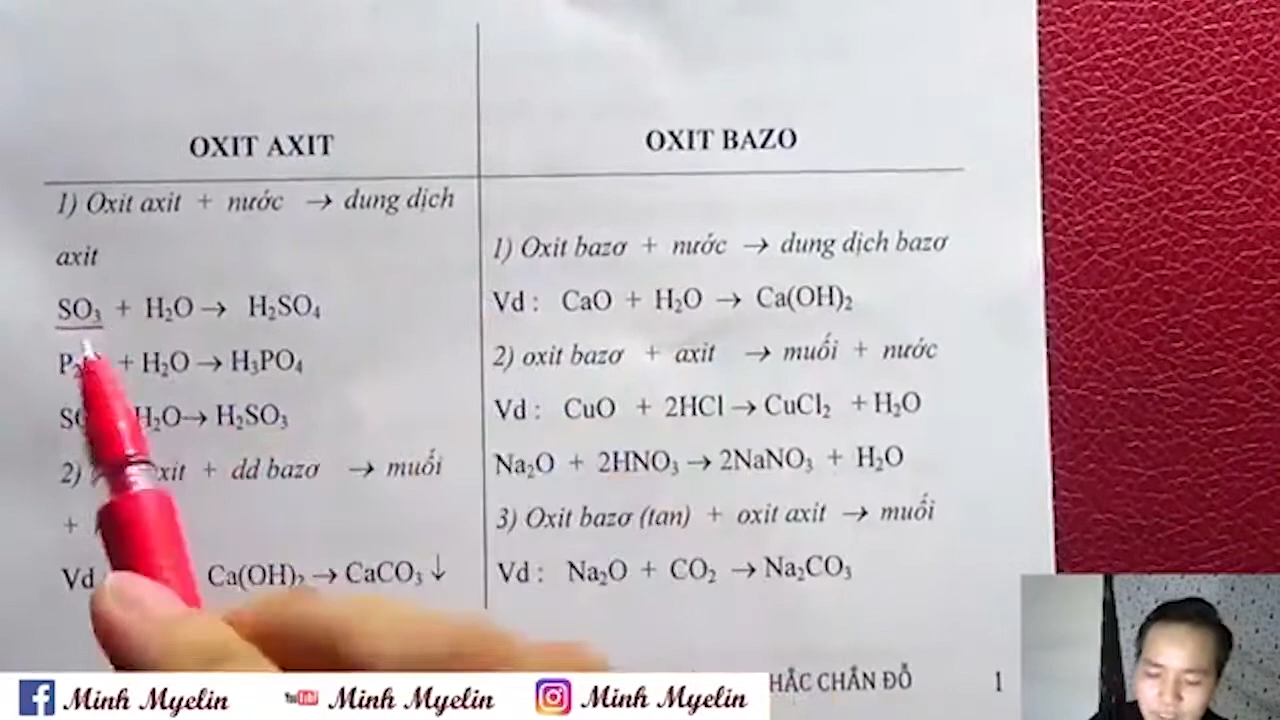 OXIT AXIT
1) Oxit axit + nước → dung dịch
axit
SO₃ + H₂O → H₂SO₄
+ H₂O → H₃PO₄
H₂O → H₂SO₃
2) + dd bazơ → muối
+
Vd Ca(OH)₂ → CaCO₃ ↓
OXIT BAZO
1) Oxit bazơ + nước → dung dịch bazơ
Vd : CaO + H₂O → Ca(OH)₂
2) oxit bazơ + axit → muối + nước
Vd : CuO + 2HCl → CuCl₂ + H₂O
Na₂O + 2HNO₃ → 2NaNO₃ + H₂O
3) Oxit bazơ (tan) + oxit axit → muối
Vd : Na₂O + CO₂ → Na₂CO₃
HẮC CHẮN ĐỖ 1
Minh Myelin YouTube Minh Myelin Minh Myelin